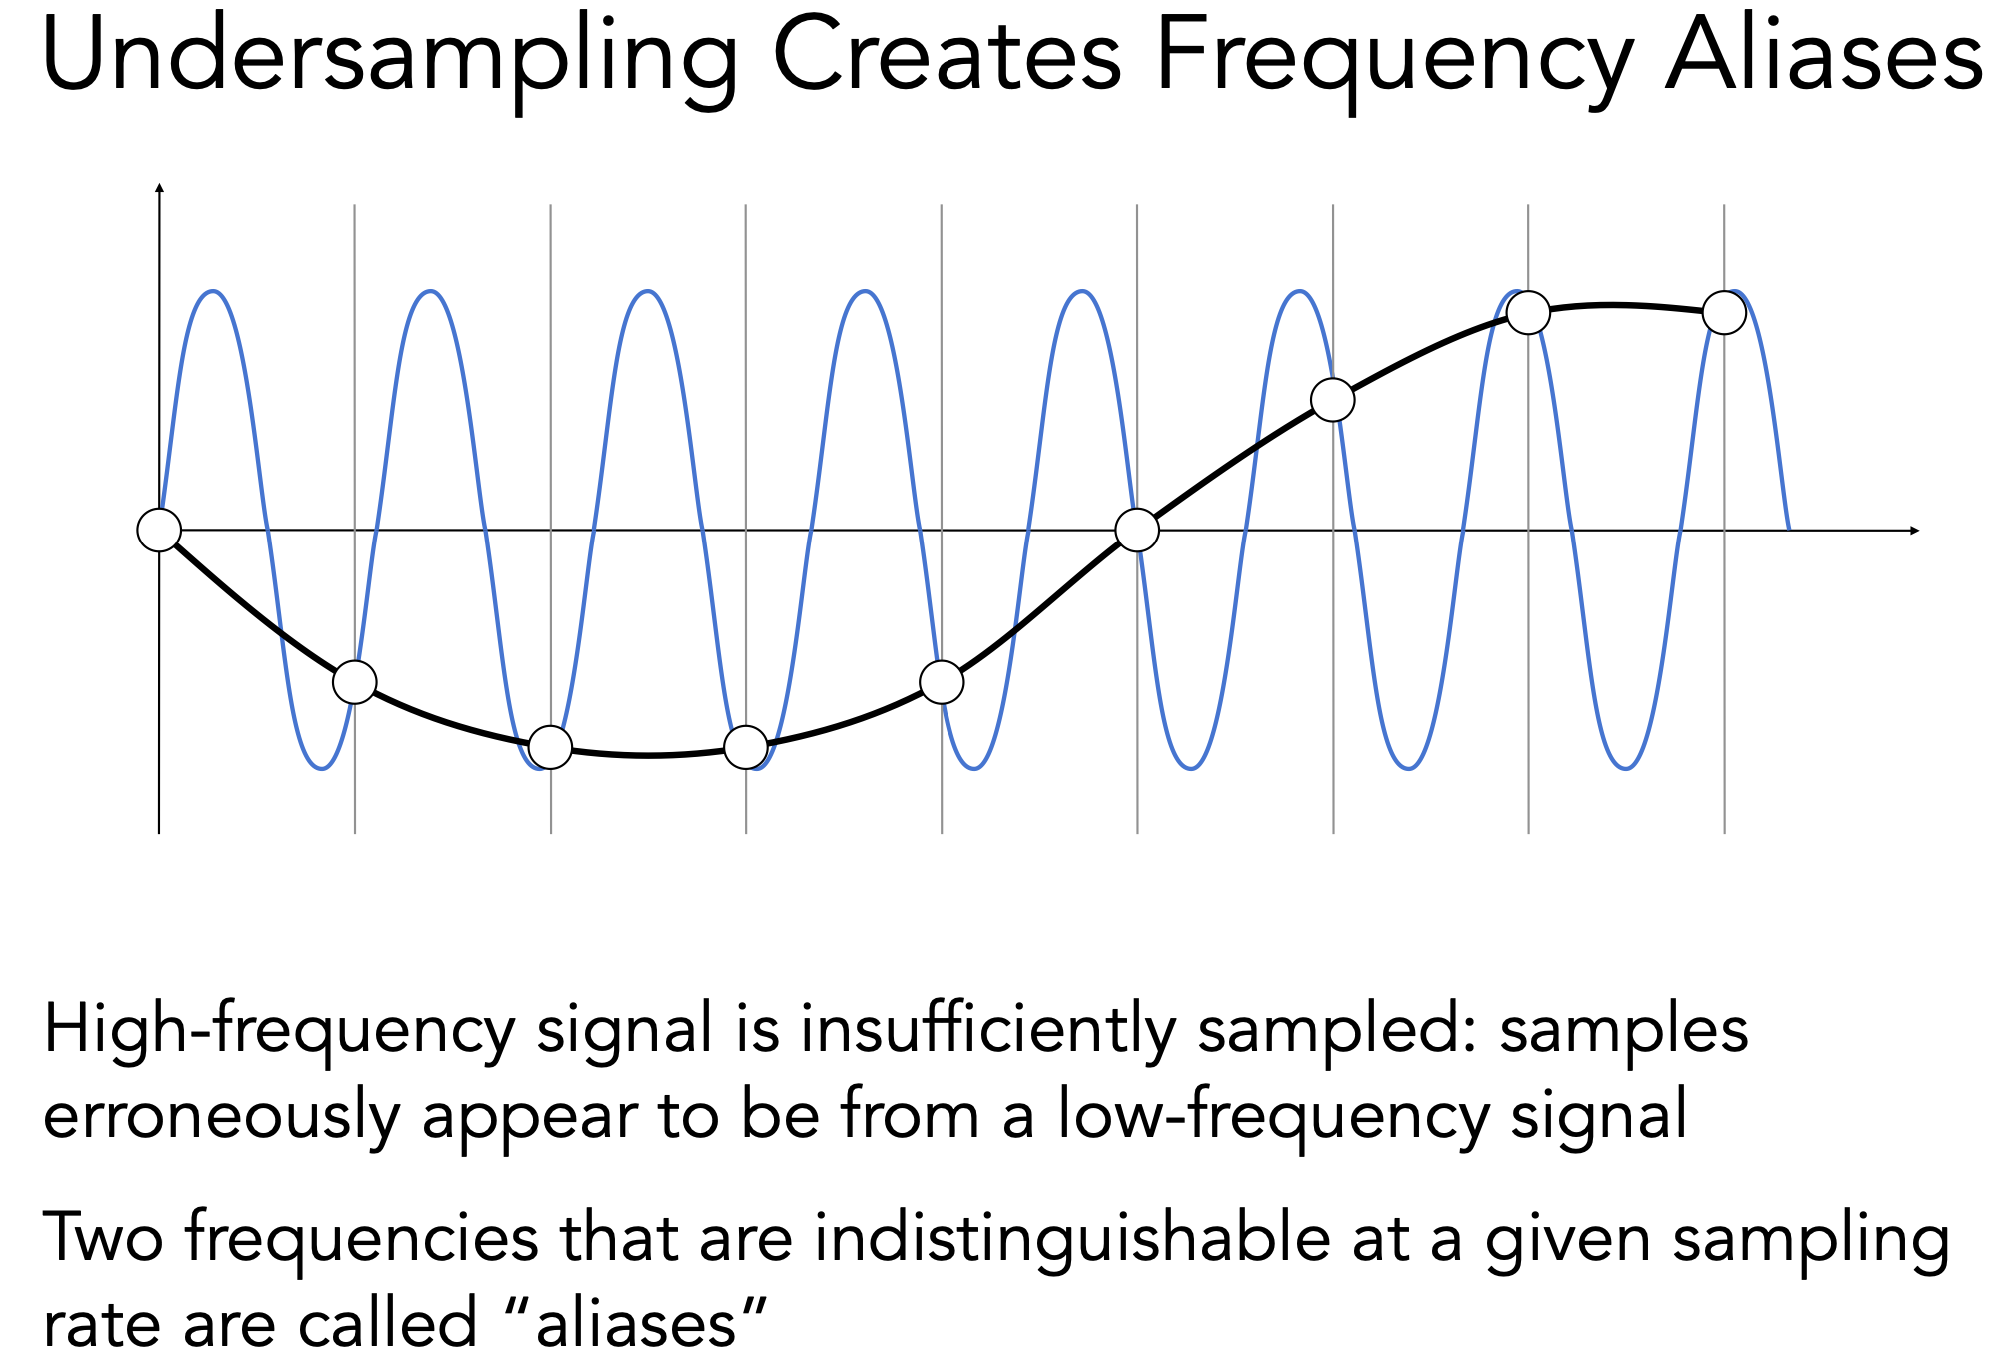 Undersampling Creates Frequency Aliases
High-frequency signal is insufficiently sampled: samples
erroneously appear to be from a low-frequency signal
Two frequencies that are indistinguishable at a given sampling
rate are called “aliases”